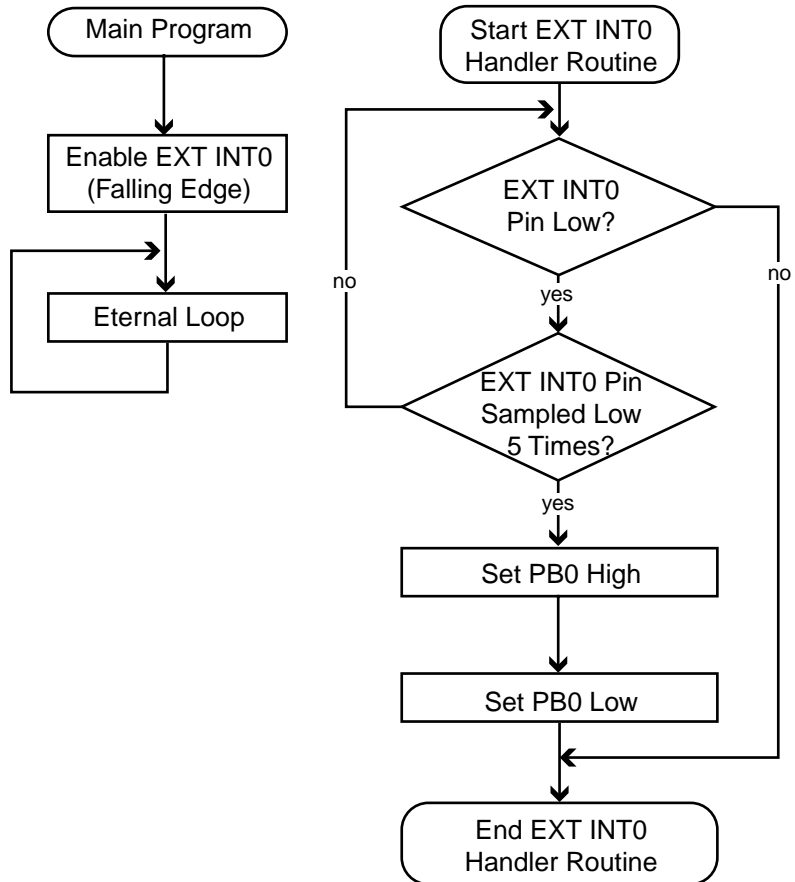 Main Program
Enable EXT INT0
(Falling Edge)
Eternal Loop
Start EXT INT0
Handler Routine
EXT INT0
Pin Low?
no
no
yes
EXT INT0 Pin
Sampled Low
5 Times?
yes
Set PB0 High
Set PB0 Low
End EXT INT0
Handler Routine